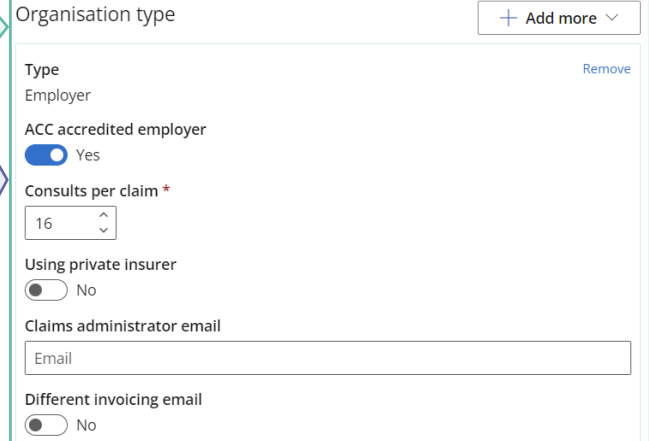 Organisation type
Add more
Type
Remove
Employer
ACC accredited employer
Yes
Consults per claim *
16
Using private insurer
No
Claims administrator email
Email
Different invoicing email
No